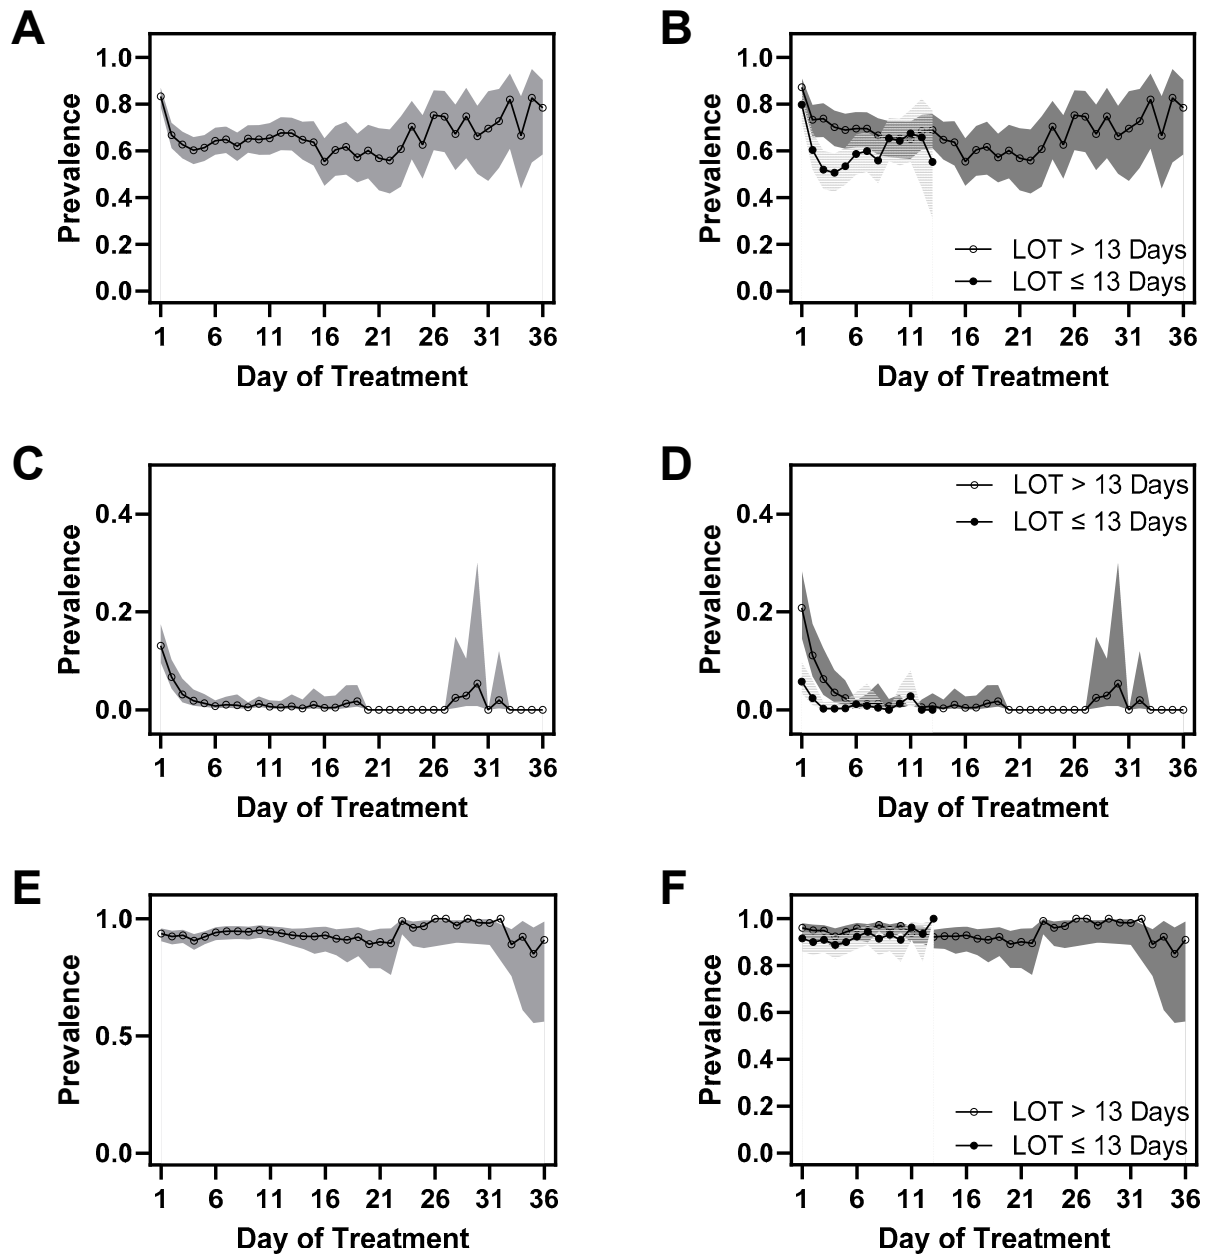 A
Prevalence
1.0
0.8
0.6
0.4
0.2
0.0
1 6 11 16 21 26 31 36
Day of Treatment
B
Prevalence
1.0
0.8
0.6
0.4
0.2
0.0
LOT > 13 Days
LOT ≤ 13 Days
1 6 11 16 21 26 31 36
Day of Treatment
C
Prevalence
0.4
0.2
0.0
1 6 11 16 21 26 31 36
Day of Treatment
D
Prevalence
0.4
0.2
0.0
LOT > 13 Days
LOT ≤ 13 Days
1 6 11 16 21 26 31 36
Day of Treatment
E
Prevalence
1.0
0.5
0.0
1 6 11 16 21 26 31 36
Day of Treatment
F
Prevalence
1.0
0.8
0.6
0.4
0.2
0.0
LOT > 13 Days
LOT ≤ 13 Days
1 6 11 16 21 26 31 36
Day of Treatment